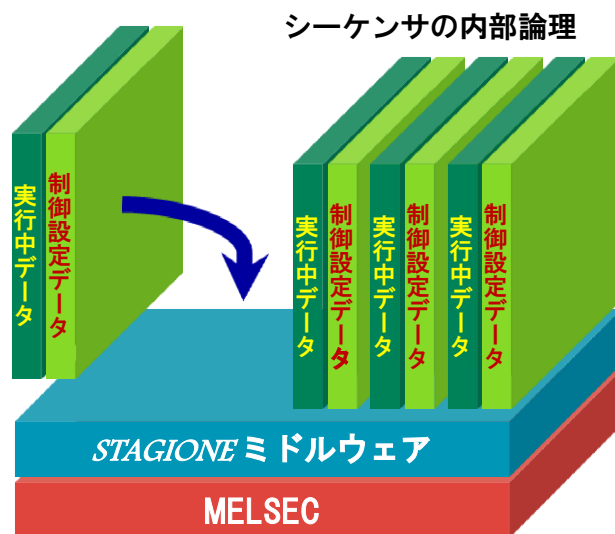 シーケンサの内部論理
実行中データ
制御設定データ
実行中データ
制御設定データ
実行中データ
制御設定データ
実行中データ
制御設定データ
STAGIONE ミドルウェア
MELSEC